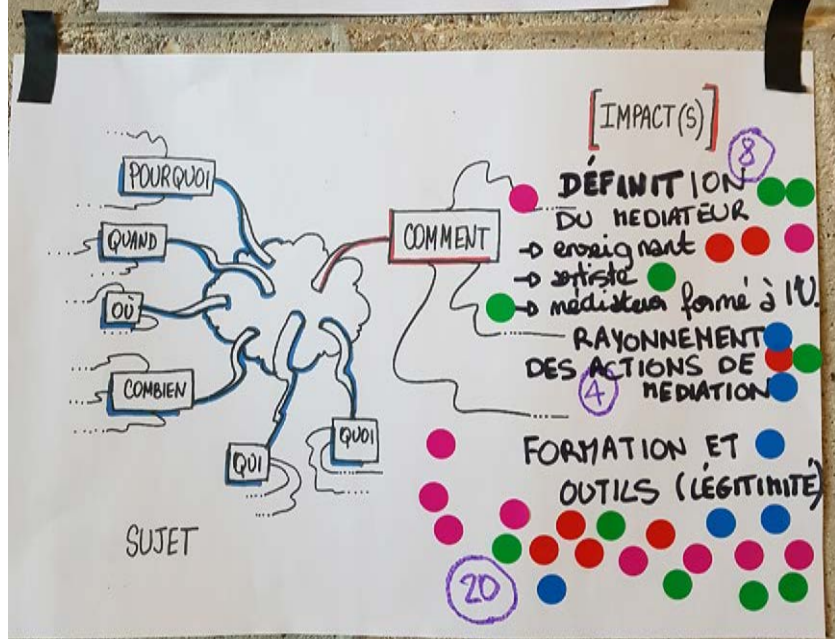 POURQUOI
QUAND
OÙ
COMBIEN
QUI
QUOI
SUJET
COMMENT
[IMPACT(S)]
8
DÉFINITION
DU MEDIATEUR
→ enseignant
→ artiste
→ médiateur formé à l'U.
RAYONNEMENT
DES ACTIONS DE
4 MEDIATION
FORMATION ET
OUTILS (LÉGITIMITÉ)
20